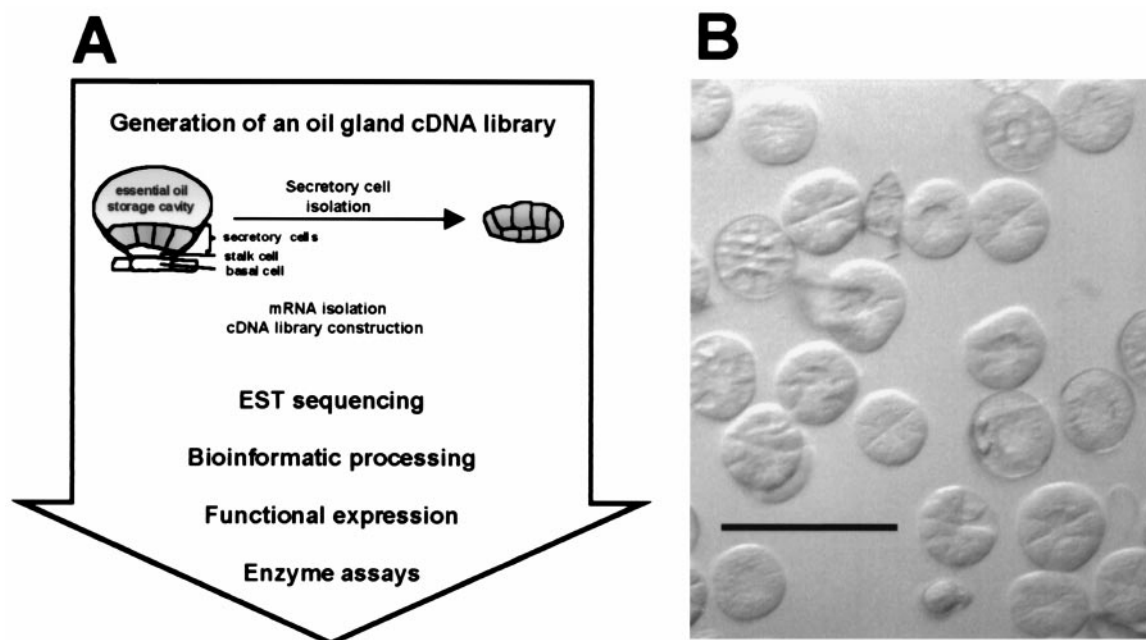 A
B
Generation of an oil gland cDNA library
essential oil
storage cavity
Secretory cell
isolation
secretory cells
stalk cell
basal cell
mRNA isolation
cDNA library construction
EST sequencing
Bioinformatic processing
Functional expression
Enzyme assays